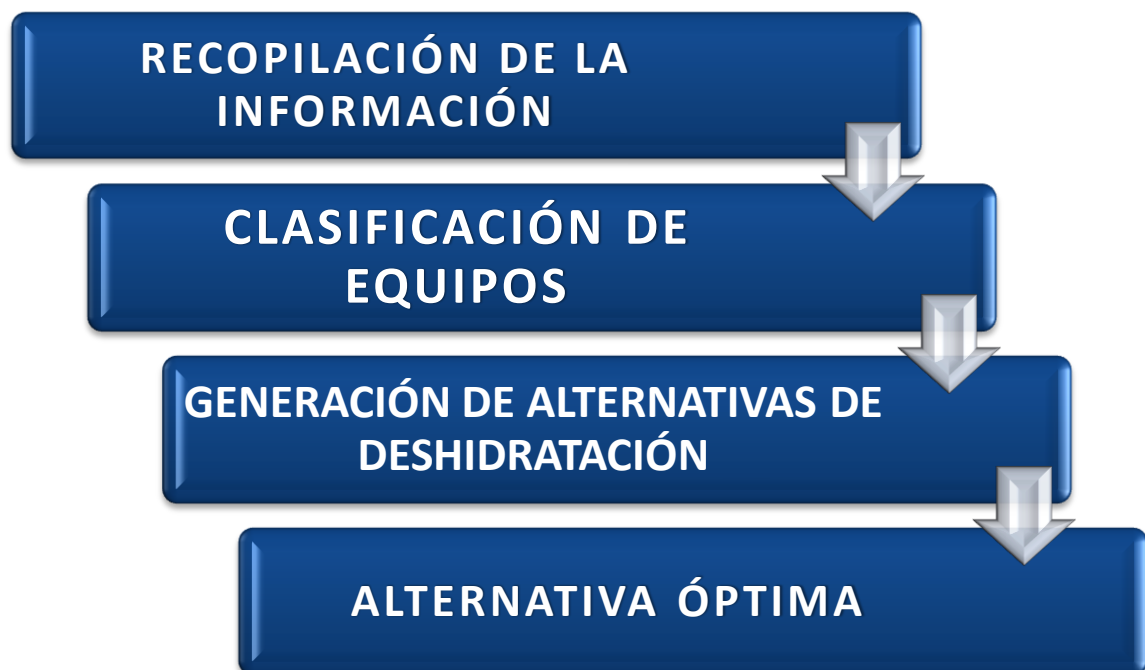 RECOPILACIÓN DE LA
INFORMACIÓN
CLASIFICACIÓN DE
EQUIPOS
GENERACIÓN DE ALTERNATIVAS DE
DESHIDRATACIÓN
ALTERNATIVA ÓPTIMA